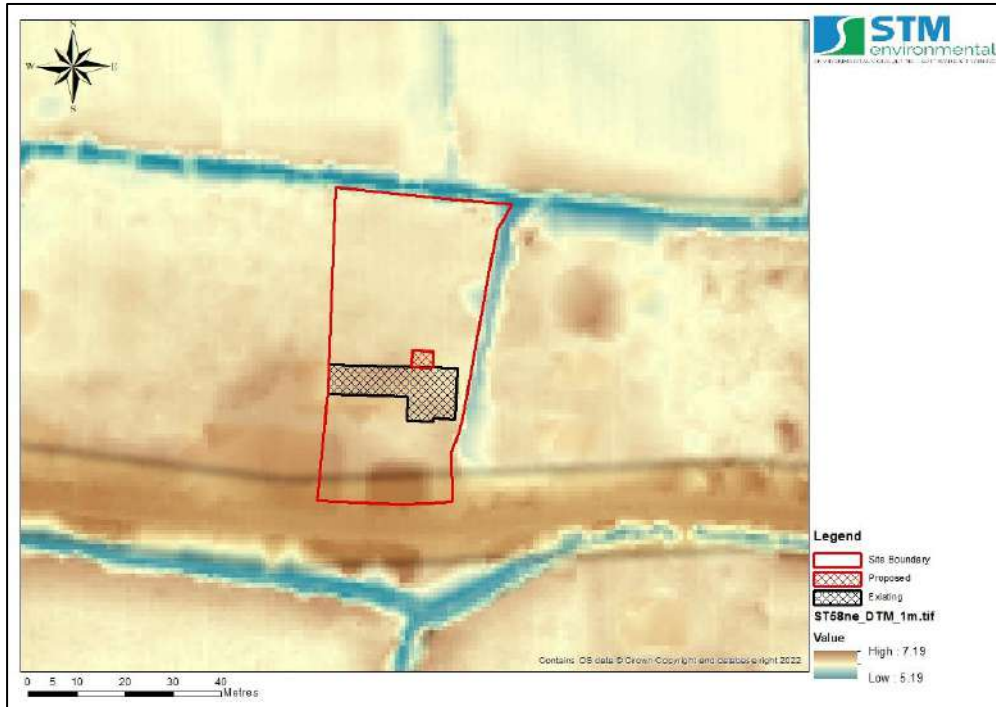 S
W
E
S
STM
environmental
Contains OS data © Crown Copyright and database right 2022
0 5 10 20 30 40
Metres
Legend
Site Boundary
Proposed
Existing
ST58ne_DTM_1m.tif
Value
High : 7.19
Low : 5.19